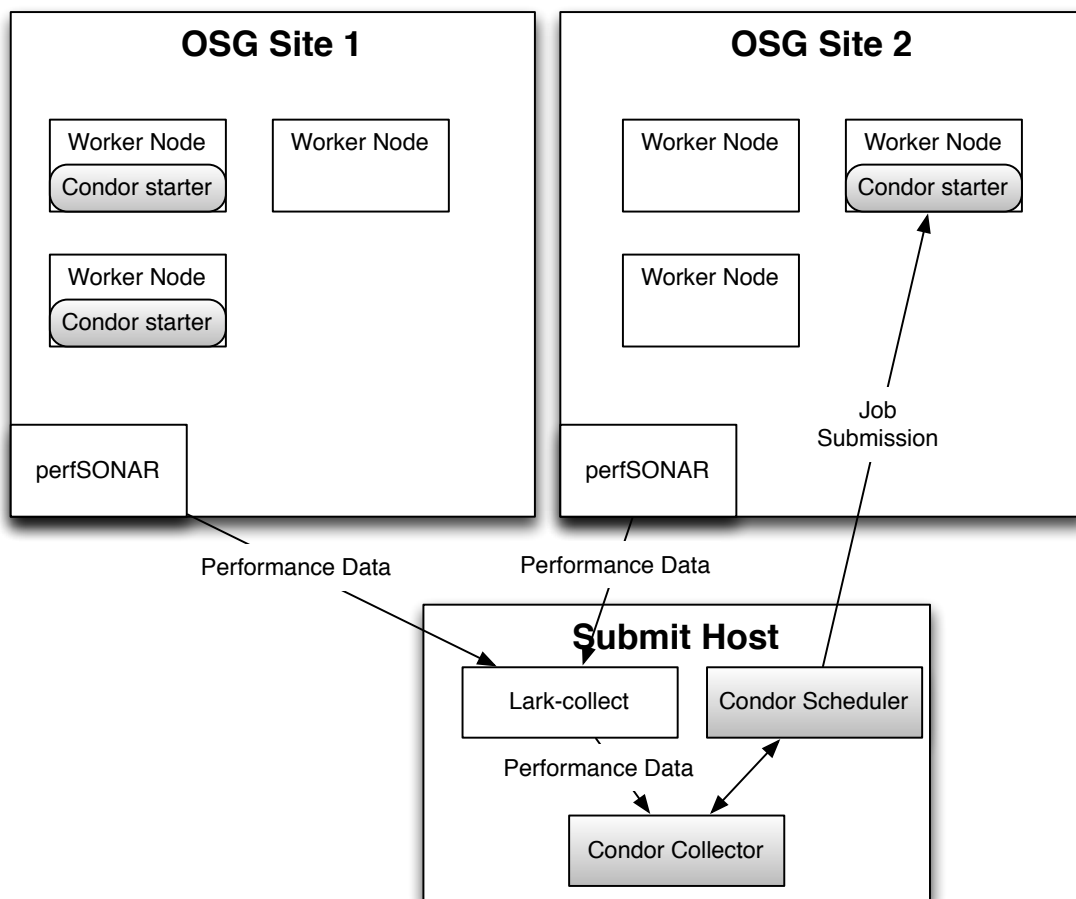 OSG Site 1
Worker Node
Condor starter
Worker Node
Worker Node
Condor starter
perfSONAR
OSG Site 2
Worker Node
Worker Node
Condor starter
Worker Node
Job
Submission
perfSONAR
Performance Data
Performance Data
Submit Host
Lark-collect
Condor Scheduler
Performance Data
Condor Collector